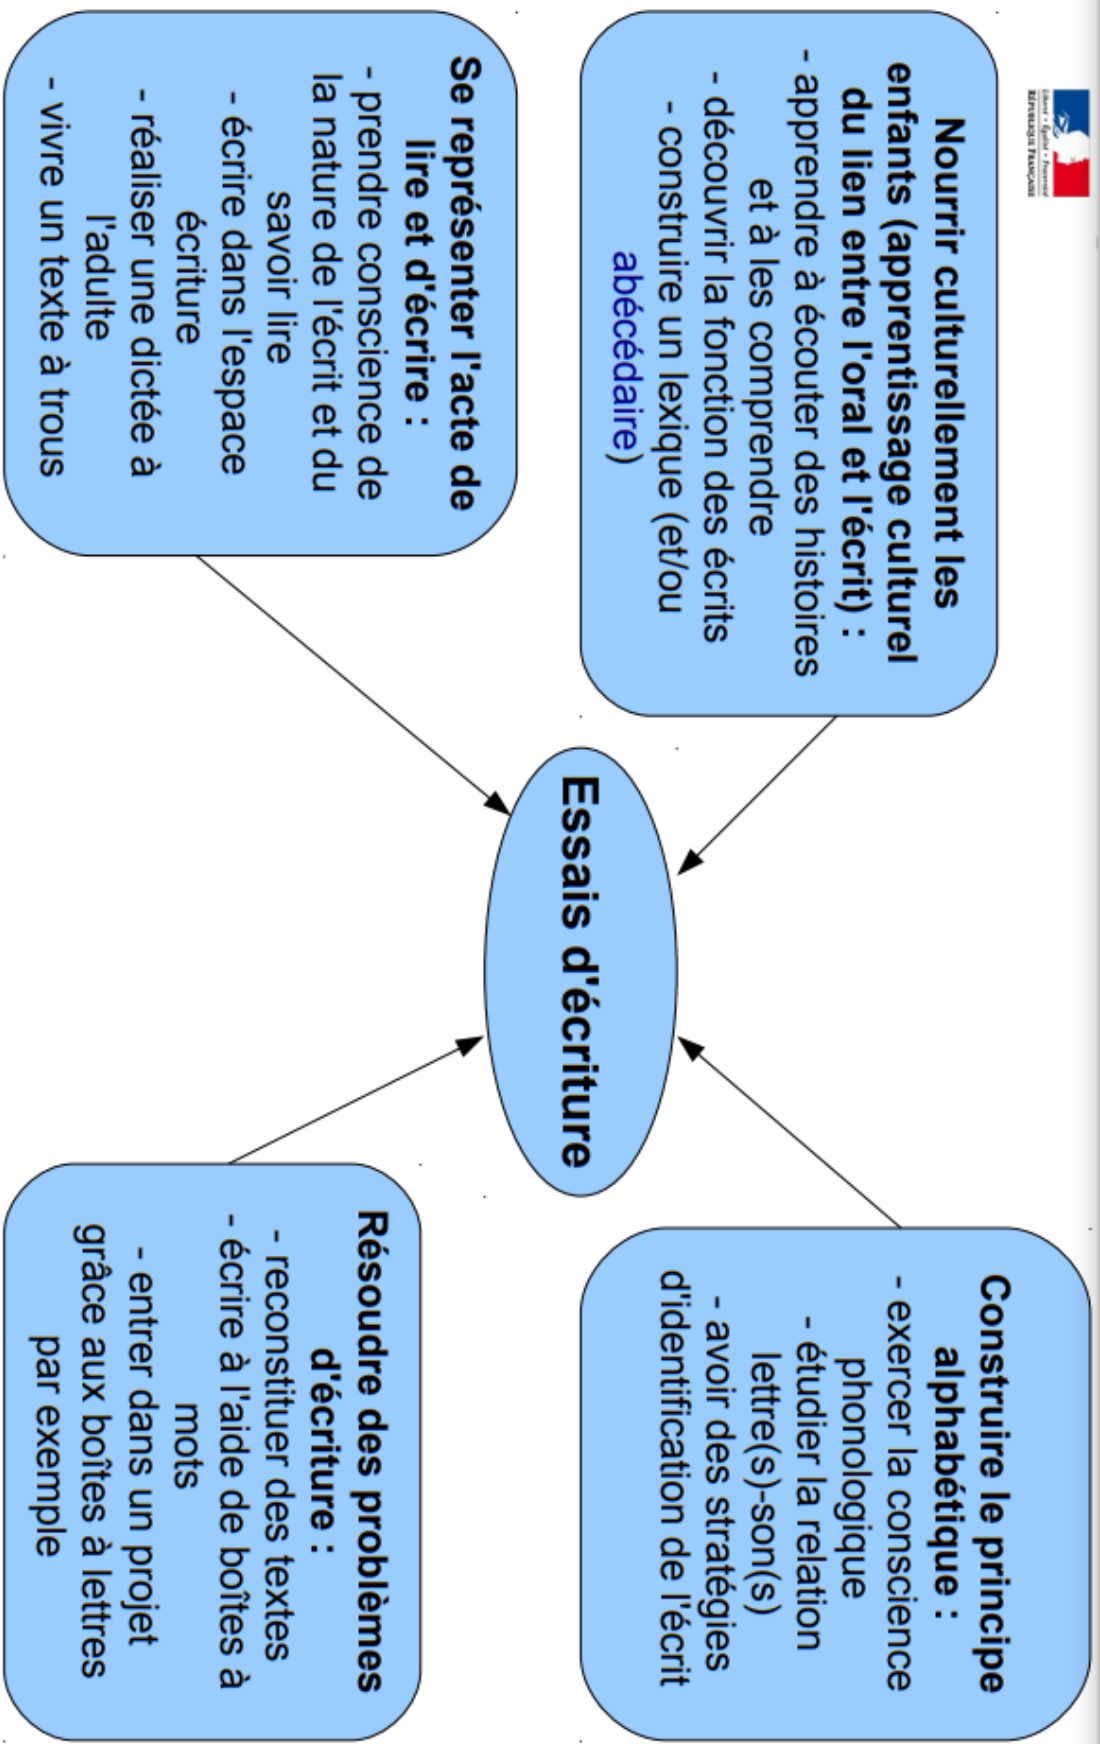 Liberté • Égalité • Fraternité
RÉPUBLIQUE FRANÇAISE
Nourrir culturellement les
enfants (apprentissage culturel
du lien entre l'oral et l'écrit) :
- apprendre à écouter des histoires
et à les comprendre
- découvrir la fonction des écrits
- construire un lexique (et/ou
abécédaire)
Construire le principe
alphabétique :
- exercer la conscience
phonologique
- étudier la relation
lettre(s)-son(s)
- avoir des stratégies
d'identification de l'écrit
Essais d'écriture
Se représenter l'acte de
lire et d'écrire :
- prendre conscience de
la nature de l'écrit et du
savoir lire
- écrire dans l'espace
écriture
- réaliser une dictée à
l'adulte
- vivre un texte à trous
Résoudre des problèmes
d'écriture :
- reconstituer des textes
- écrire à l'aide de boîtes à
mots
- entrer dans un projet
grâce aux boîtes à lettres
par exemple